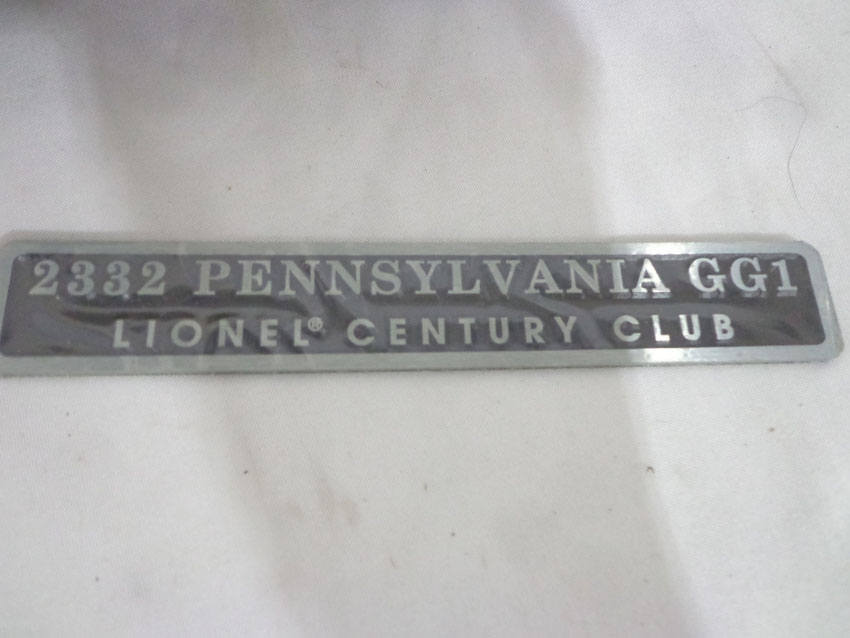 2332 PENNSYLVANIA GG1
LIONEL® CENTURY CLUB